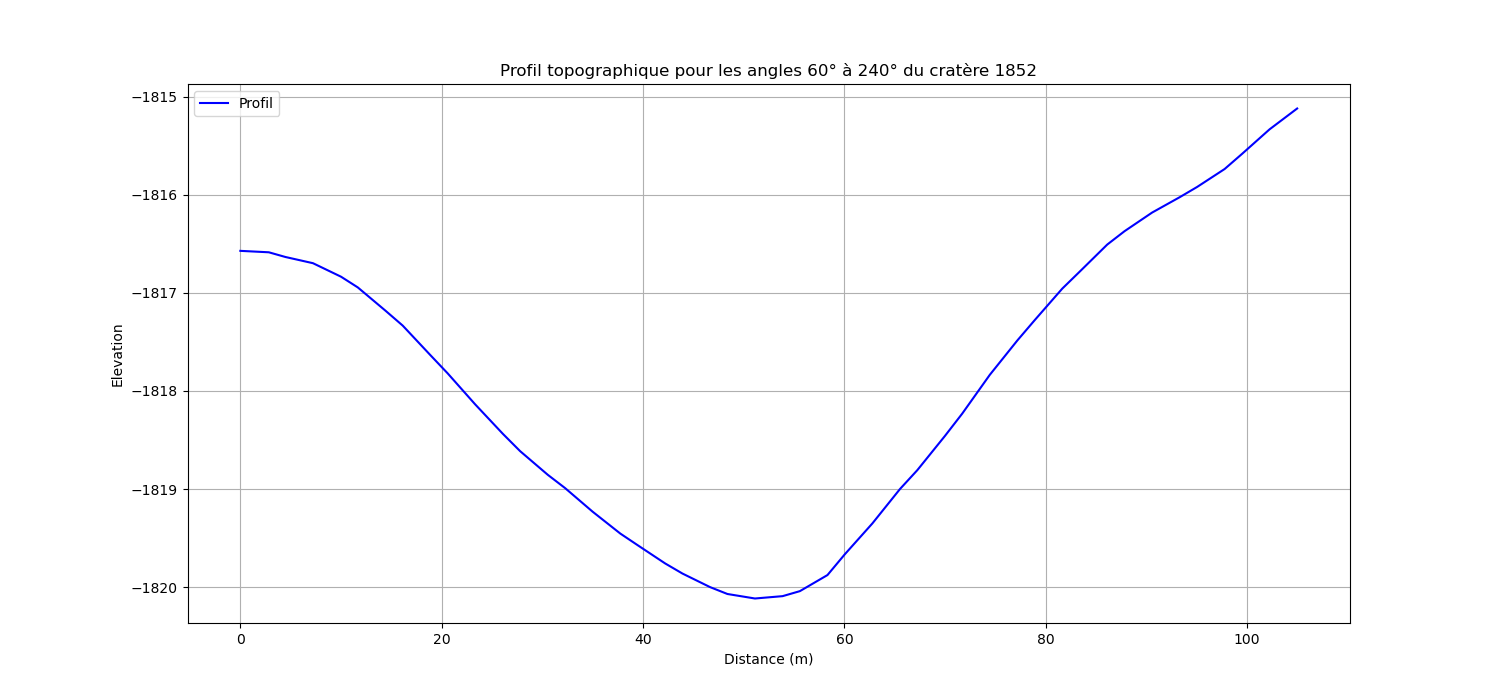 Profil topographique pour les angles 60° à 240° du cratère 1852
Profil
−1815
−1816
−1817
−1818
−1819
−1820
Elevation
0 20 40 60 80 100
Distance (m)